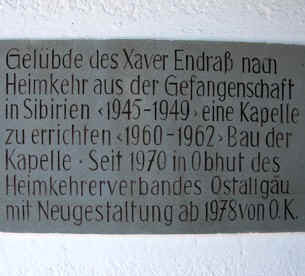 Gelübde des Xaver Endraß nach
Heimkehr aus der Gefangenschaft
in Sibirien ‹1945-1949› eine Kapelle
zu errichten ‹1960-1962› Bau der
Kapelle · Seit 1970 in Obhut des
Heimkehrerverbandes Ostallgäu
mit Neugestaltung ab 1978 von O.K.